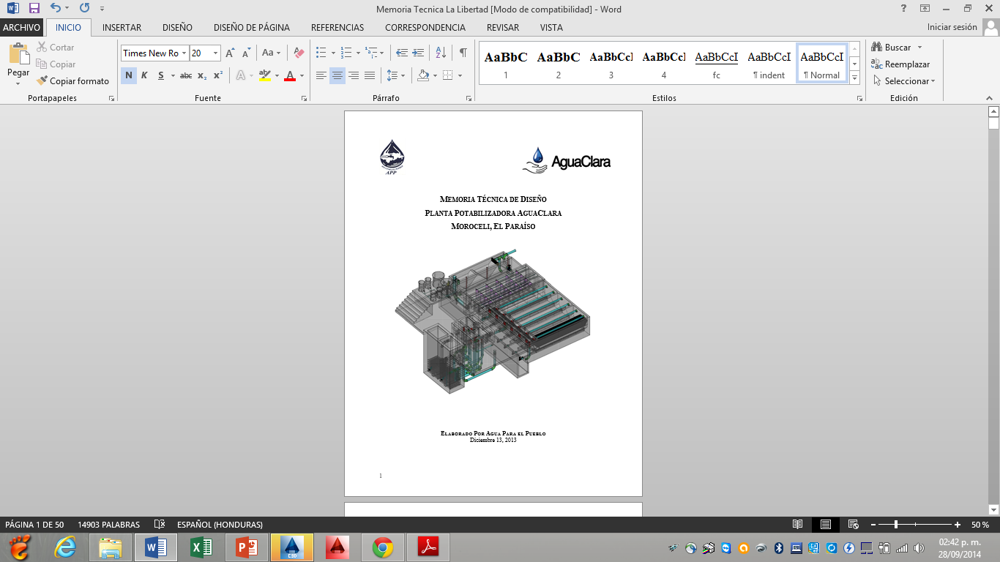 Memoria Tecnica La Libertad [Modo de compatibilidad] - Word
ARCHIVO INICIO INSERTAR DISEÑO DISEÑO DE PÁGINA REFERENCIAS CORRESPONDENCIA REVISAR VISTA Iniciar sesión
Pegar
Cortar
Copiar
Copiar formato
Portapapeles
Times New Ro 20
N K S abc x₂ x²
Fuente
Párrafo
AaBbC AaBbC AaBbCcI AaBbCcI AaBbCcI AaBbCcI AaBbCcI
1 2 3 4 fc ¶ indent ¶ Normal
Estilos
Buscar
Reemplazar
Seleccionar
Edición
APP
AguaClara
MEMORIA TÉCNICA DE DISEÑO
PLANTA POTABILIZADORA AGUACLARA
MOROCELI, EL PARAÍSO
ELABORADO POR AGUA PARA EL PUEBLO
Diciembre 13, 2013
1
PÁGINA 1 DE 50 14903 PALABRAS ESPAÑOL (HONDURAS) 50 %
C3D
02:42 p. m.
28/09/2014